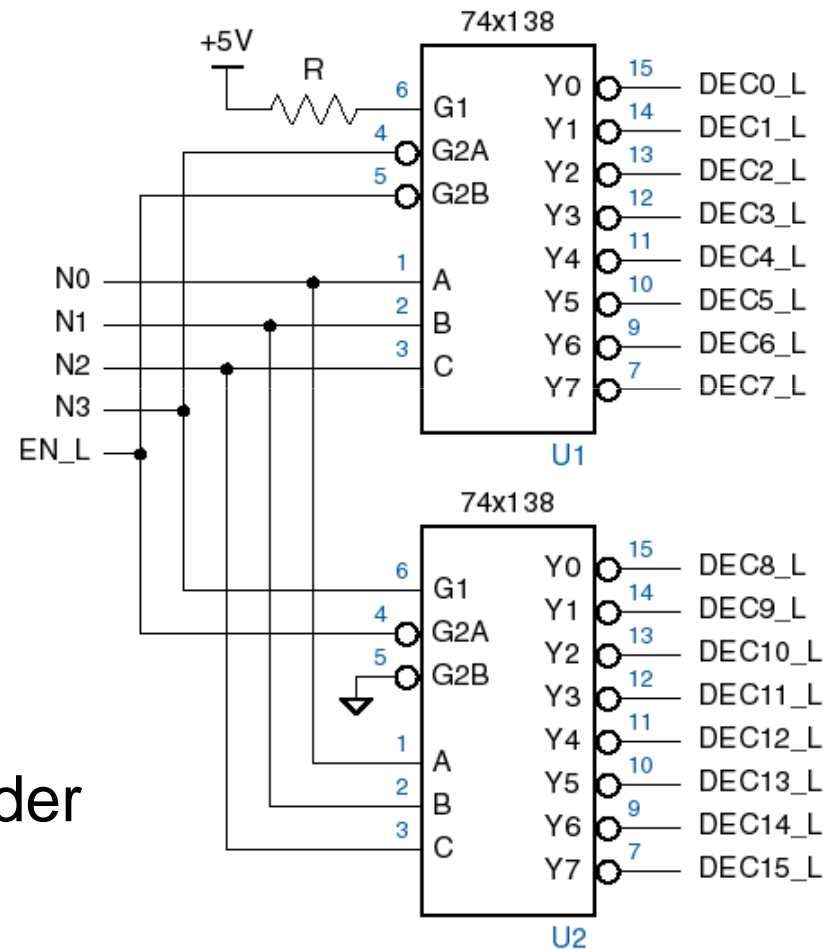 74x138
+5V
R
6 G1
4 G2A
5 G2B
N0 1 A
N1 2 B
N2 3 C
N3
EN_L
Y0 15 DEC0_L
Y1 14 DEC1_L
Y2 13 DEC2_L
Y3 12 DEC3_L
Y4 11 DEC4_L
Y5 10 DEC5_L
Y6 9 DEC6_L
Y7 7 DEC7_L
U1
74x138
6 G1
4 G2A
5 G2B
1 A
2 B
3 C
Y0 15 DEC8_L
Y1 14 DEC9_L
Y2 13 DEC10_L
Y3 12 DEC11_L
Y4 11 DEC12_L
Y5 10 DEC13_L
Y6 9 DEC14_L
Y7 7 DEC15_L
U2
der